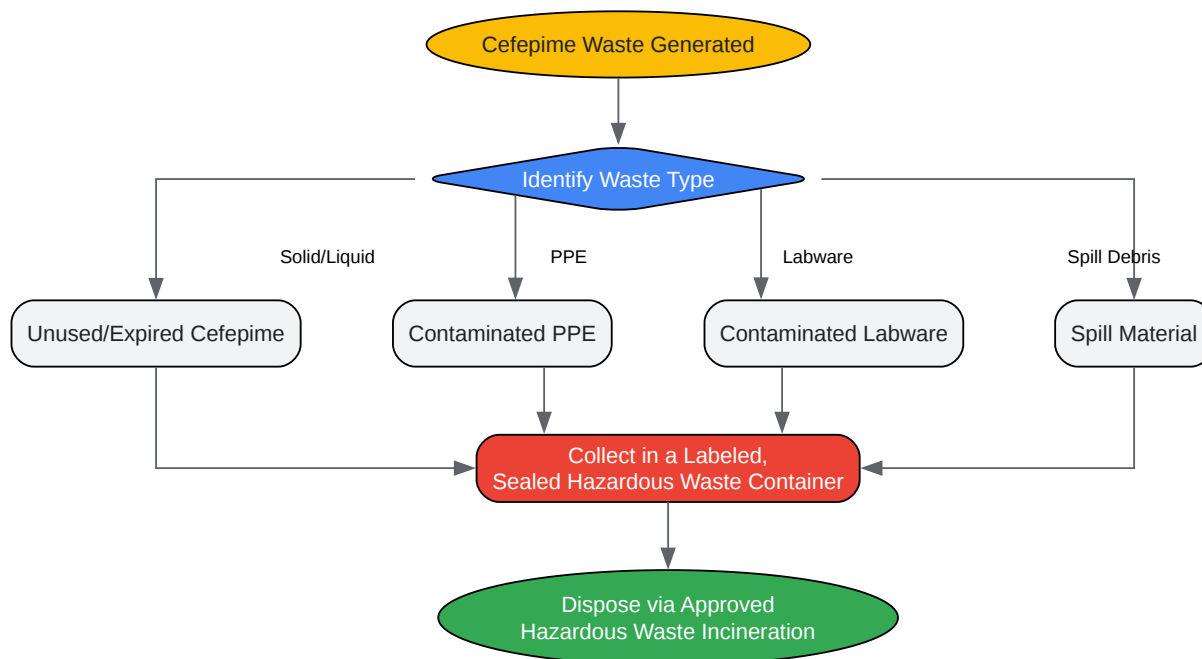 Cefepime Waste Generated
Identify Waste Type
Solid/Liquid
PPE
Labware
Spill Debris
Unused/Expired Cefepime
Contaminated PPE
Contaminated Labware
Spill Material
Collect in a Labeled,
Sealed Hazardous Waste Container
Dispose via Approved
Hazardous Waste Incineration